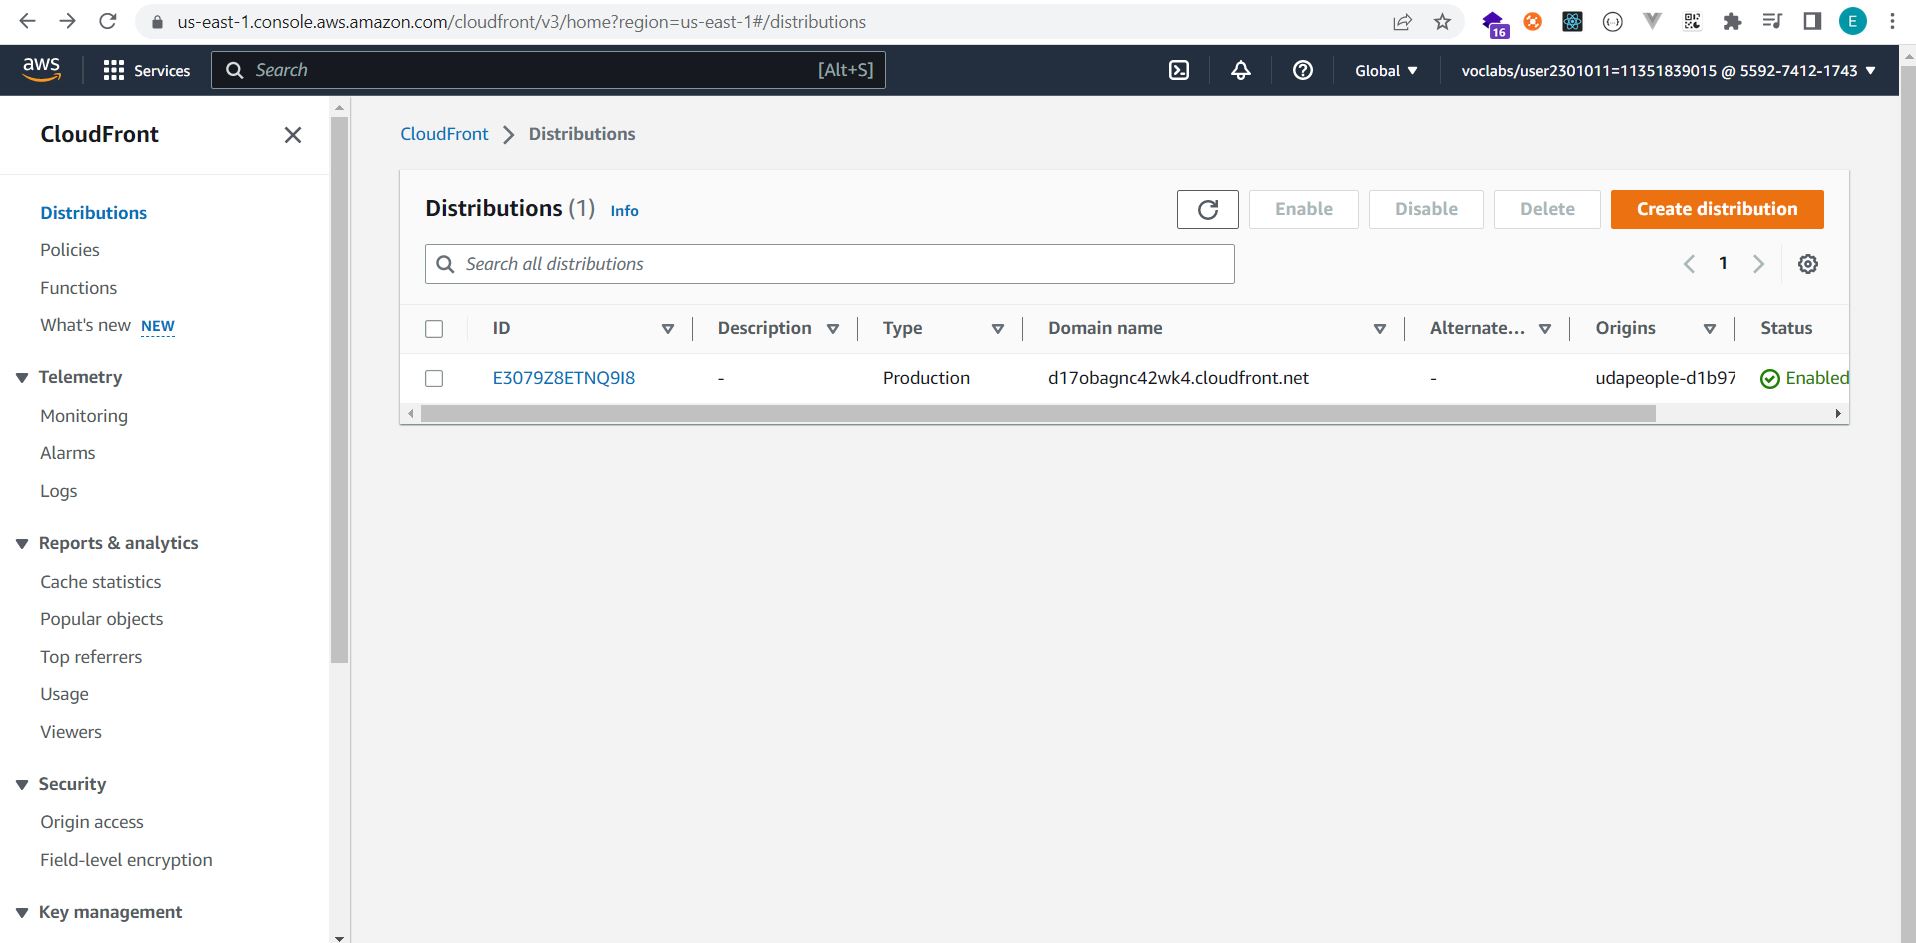 us-east-1.console.aws.amazon.com/cloudfront/v3/home?region=us-east-1#/distributions
16
E
aws
Services
Search
[Alt+S]
Global
voclabs/user2301011=11351839015 @ 5592-7412-1743
CloudFront
Distributions
Policies
Functions
What's new NEW
Telemetry
Monitoring
Alarms
Logs
Reports & analytics
Cache statistics
Popular objects
Top referrers
Usage
Viewers
Security
Origin access
Field-level encryption
Key management
CloudFront > Distributions
Distributions (1) Info
Enable
Disable
Delete
Create distribution
Search all distributions
1
ID Description Type Domain name Alternate... Origins Status
E3079Z8ETNQ9I8 - Production d17obagnc42wk4.cloudfront.net - udapeople-d1b97 Enabled